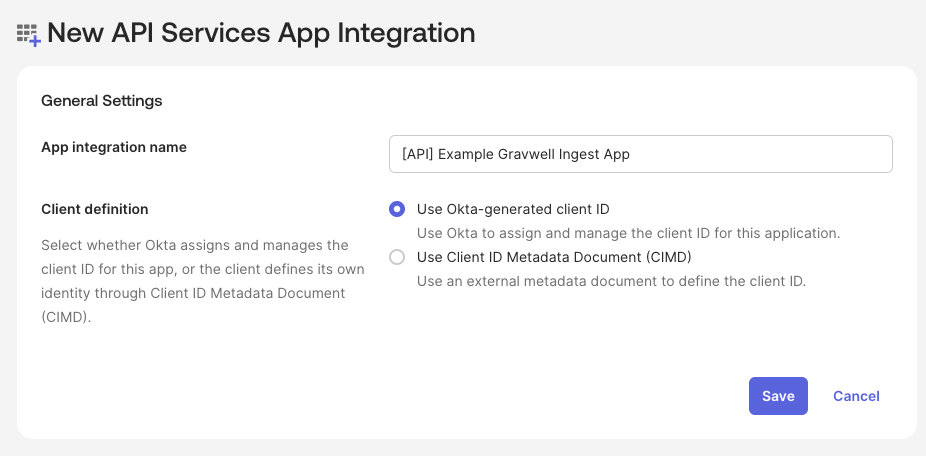 New API Services App Integration
General Settings
App integration name
[API] Example Gravwell Ingest App
Client definition
Select whether Okta assigns and manages the
client ID for this app, or the client defines its own
identity through Client ID Metadata Document
(CIMD).
Use Okta-generated client ID
Use Okta to assign and manage the client ID for this application.
Use Client ID Metadata Document (CIMD)
Use an external metadata document to define the client ID.
Save
Cancel